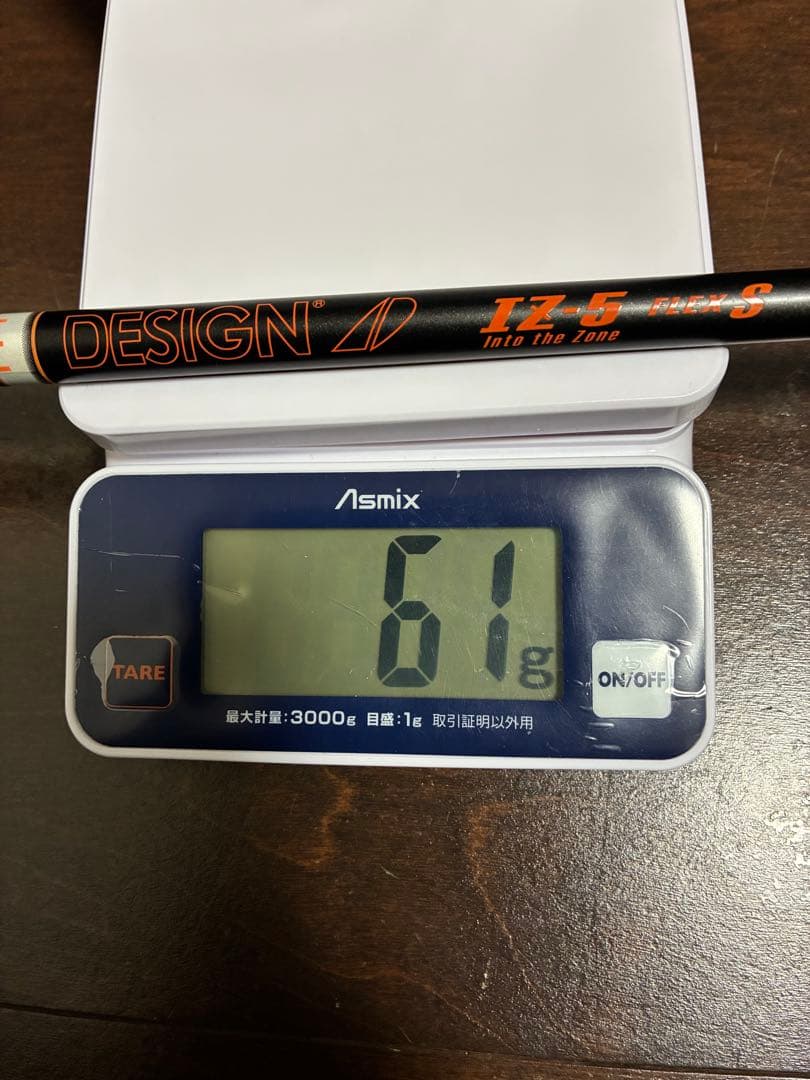 DESIGN® IZ-5 FLEX S
Into the Zone
Asmix
61g
TARE
ON/OFF
最大計量:3000g 目盛:1g 取引証明以外用